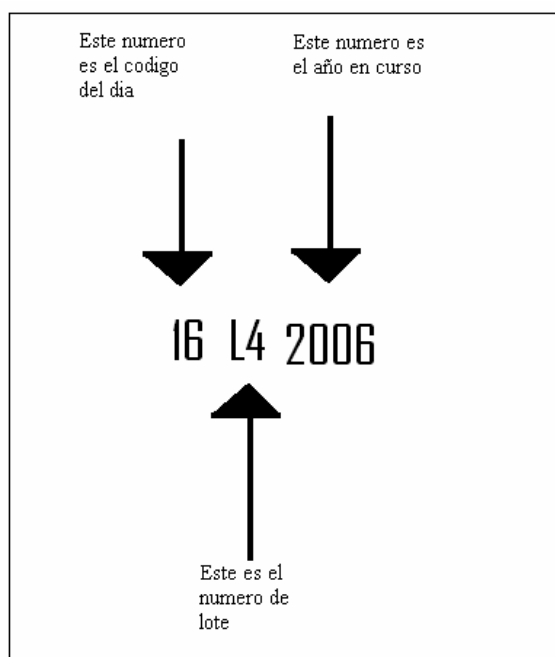 Este numero
es el codigo
del dia
Este numero es
el año en curso
16 L4 2006
Este es el
numero de
lote